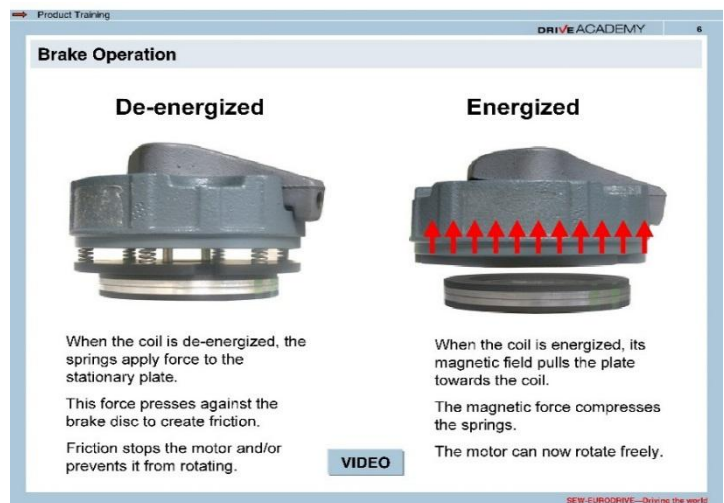 Product Training
DRIVE ACADEMY
6
Brake Operation
De-energized
Energized
When the coil is de-energized, the
springs apply force to the
stationary plate.
This force presses against the
brake disc to create friction.
Friction stops the motor and/or
prevents it from rotating.
When the coil is energized, its
magnetic field pulls the plate
towards the coil.
The magnetic force compresses
the springs.
The motor can now rotate freely.
VIDEO
SEW-EURODRIVE—Driving the world